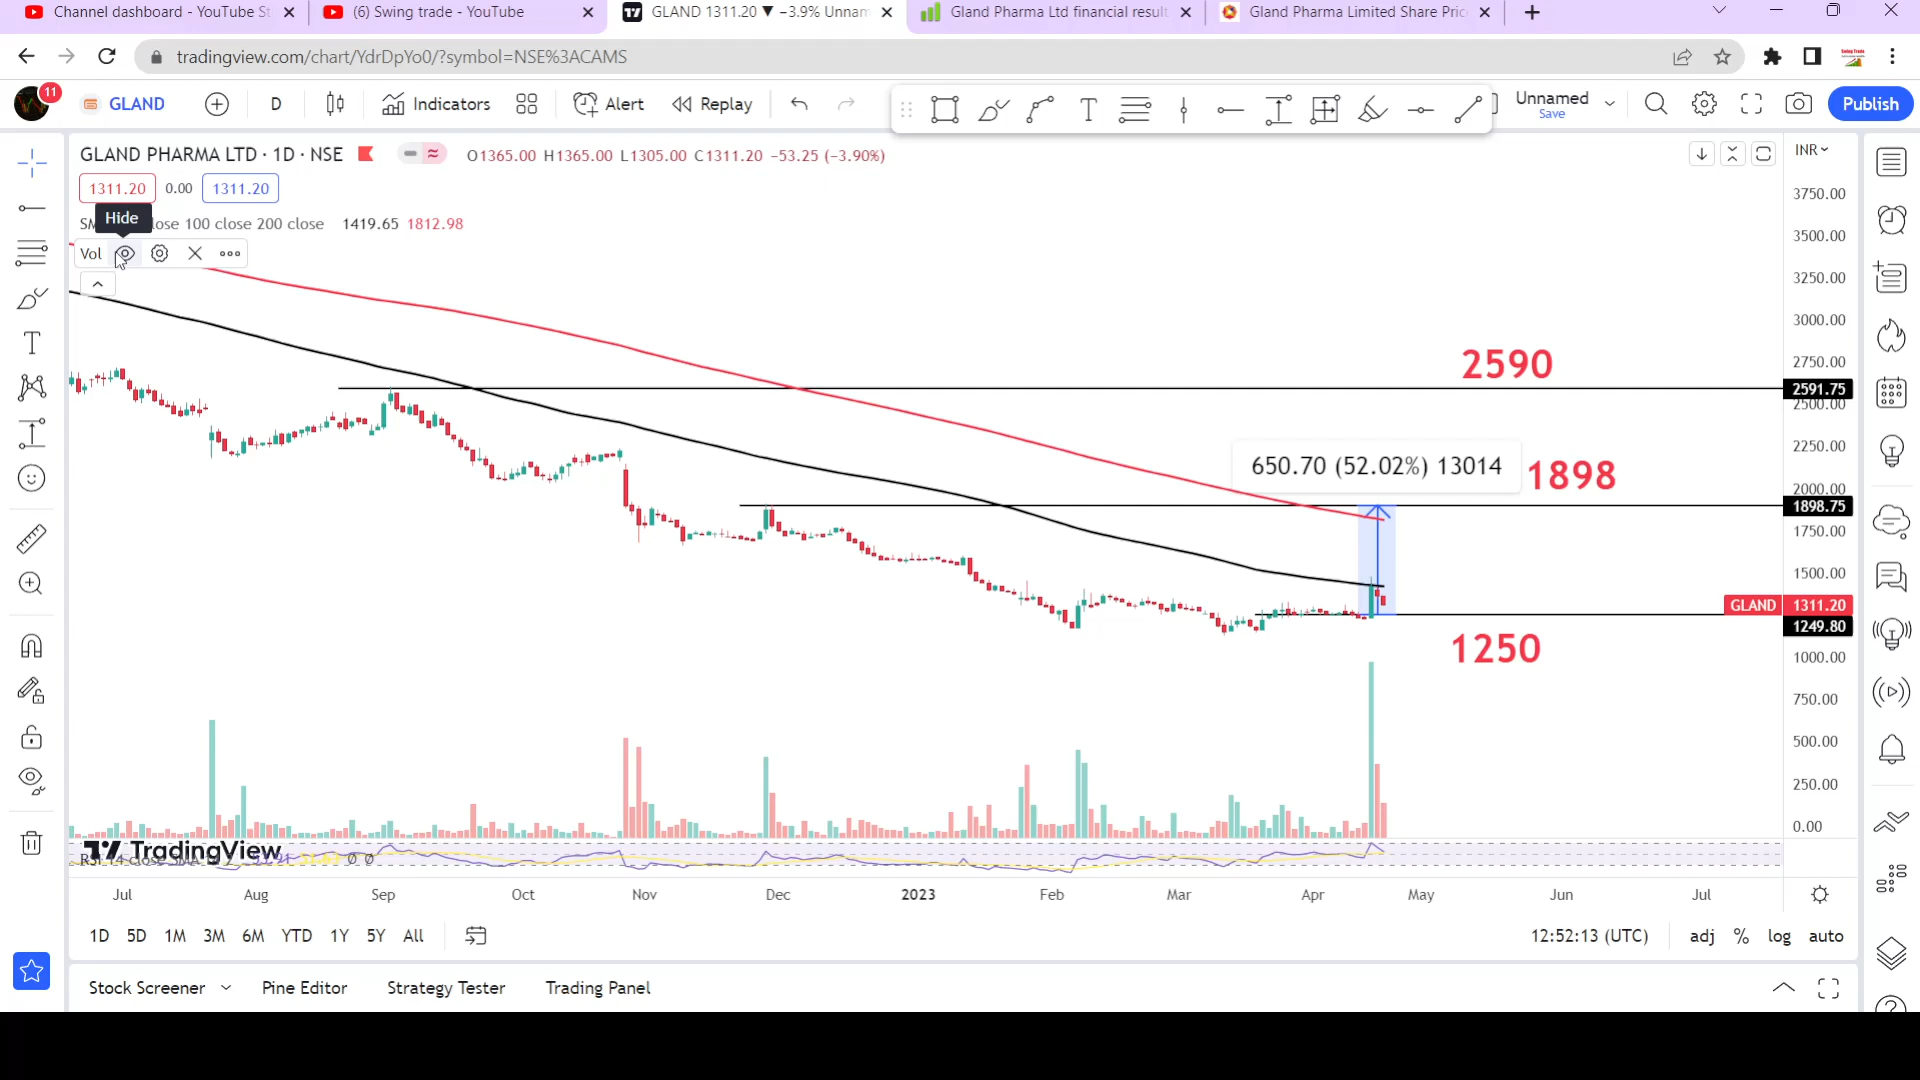 Channel dashboard - YouTube St
(6) Swing trade - YouTube
GLAND 1311.20 ▼ −3.9% Unnam
Gland Pharma Ltd financial result
Gland Pharma Limited Share Pric
tradingview.com/chart/YdrDpYo0/?symbol=NSE%3ACAMS
11
GLAND
D
Indicators
Alert
Replay
T
Unnamed
Save
Publish
GLAND PHARMA LTD · 1D · NSE
O1365.00 H1365.00 L1305.00 C1311.20 −53.25 (−3.90%)
INR
1311.20 0.00 1311.20
Hide
lose 100 close 200 close 1419.65 1812.98
Vol
3750.00
3500.00
3250.00
3000.00
2750.00
2590
2591.75
2500.00
2250.00
650.70 (52.02%) 13014
1898
2000.00
1898.75
1750.00
1500.00
GLAND 1311.20
1249.80
1250
1000.00
750.00
500.00
250.00
0.00
TradingView
Jul Aug Sep Oct Nov Dec 2023 Feb Mar Apr May Jun Jul
1D 5D 1M 3M 6M YTD 1Y 5Y All
12:52:13 (UTC) adj % log auto
Stock Screener Pine Editor Strategy Tester Trading Panel